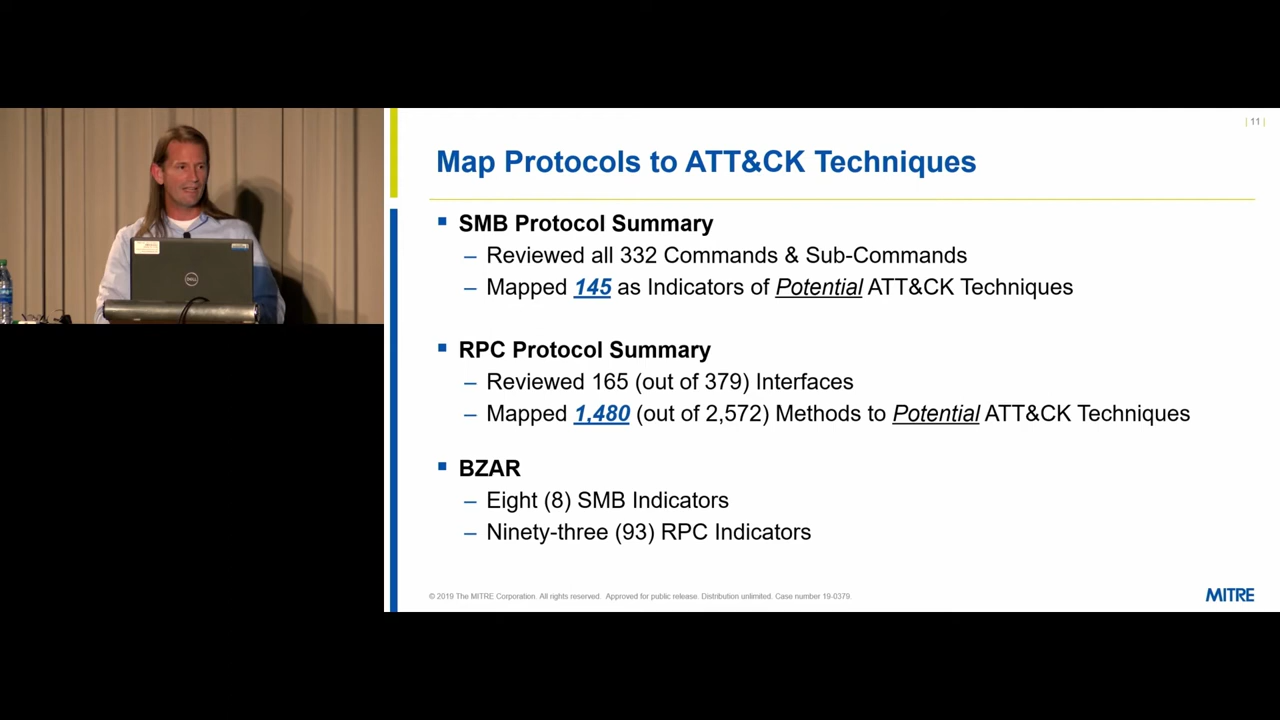 | 11 |
Map Protocols to ATT&CK Techniques
▪ SMB Protocol Summary
– Reviewed all 332 Commands & Sub-Commands
– Mapped 145 as Indicators of Potential ATT&CK Techniques
▪ RPC Protocol Summary
– Reviewed 165 (out of 379) Interfaces
– Mapped 1,480 (out of 2,572) Methods to Potential ATT&CK Techniques
▪ BZAR
– Eight (8) SMB Indicators
– Ninety-three (93) RPC Indicators
© 2019 The MITRE Corporation. All rights reserved. Approved for public release. Distribution unlimited. Case number 19-0379
MITRE
DELL